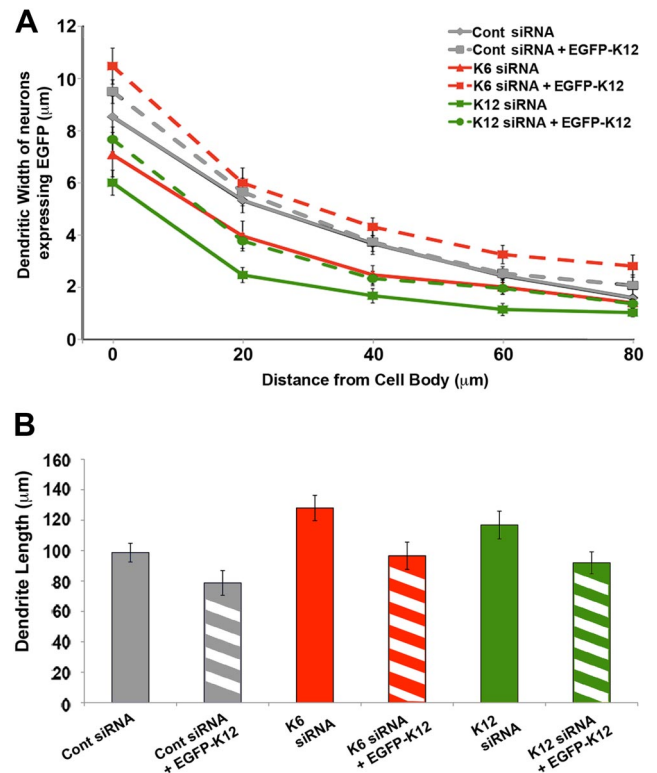 A
12
10
8
6
4
2
0
Dendritic Width of neurons
expressing EGFP (μm)
Cont siRNA
Cont siRNA + EGFP-K12
K6 siRNA
K6 siRNA + EGFP-K12
K12 siRNA
K12 siRNA + EGFP-K12
0 20 40 60 80
Distance from Cell Body (μm)
B
160
140
120
100
80
60
40
20
0
Dendrite Length (μm)
Cont siRNA
Cont siRNA
+ EGFP-K12
K6
siRNA
K6 siRNA
+ EGFP-K12
K12
siRNA
K12 siRNA
+ EGFP-K12